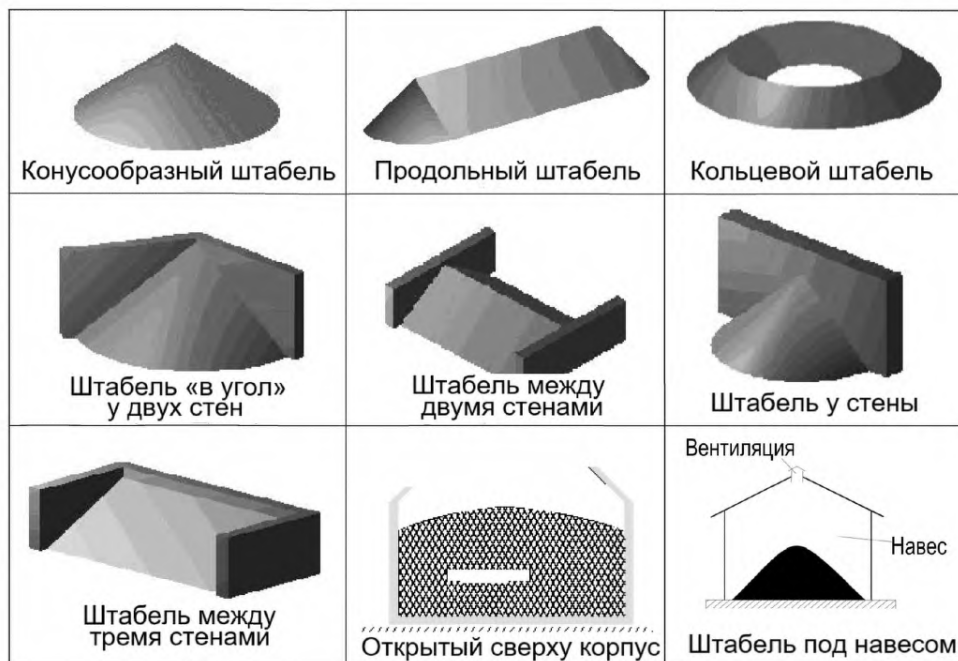 Конусообразный штабель
Продольный штабель
Кольцевой штабель
Штабель «в угол»
у двух стен
Штабель между
двумя стенами
Штабель у стены
Штабель между
тремя стенами
Открытый сверху корпус
Вентиляция
Навес
Штабель под навесом